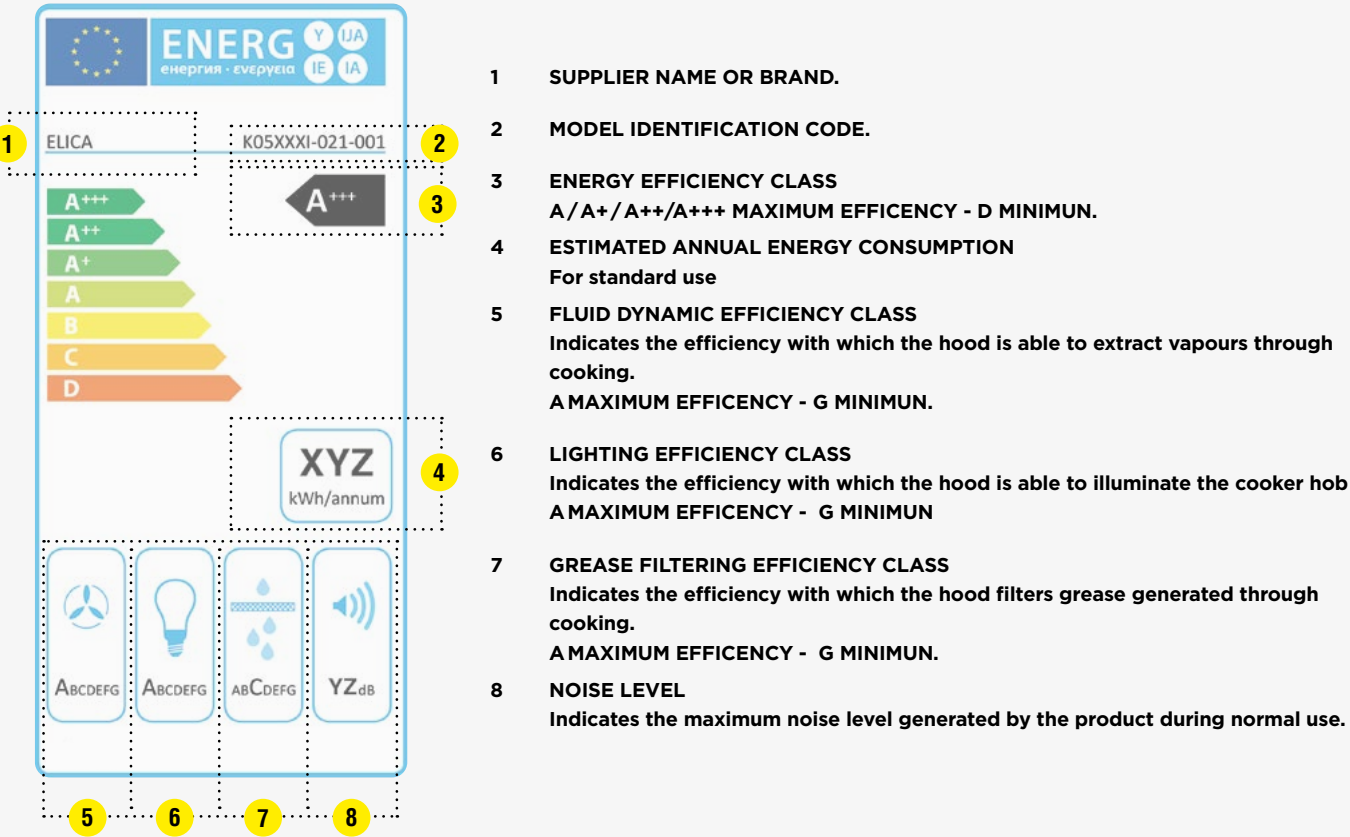 ENERG Y IJA
енергия · ενεργεια IE IA
1
ELICA
K05XXXI-021-001
2
A+++
A+++
3
A++
A+
A
B
C
D
XYZ
kWh/annum
4
ABCDEFG
ABCDEFG
ABCDEFG
YZdB
5
6
7
8
1 SUPPLIER NAME OR BRAND.
2 MODEL IDENTIFICATION CODE.
3 ENERGY EFFICIENCY CLASS
A/A+/A++/A+++ MAXIMUM EFFICENCY - D MINIMUN.
4 ESTIMATED ANNUAL ENERGY CONSUMPTION
For standard use
5 FLUID DYNAMIC EFFICIENCY CLASS
Indicates the efficiency with which the hood is able to extract vapours through
cooking.
A MAXIMUM EFFICENCY - G MINIMUN.
6 LIGHTING EFFICIENCY CLASS
Indicates the efficiency with which the hood is able to illuminate the cooker hob
A MAXIMUM EFFICENCY - G MINIMUN
7 GREASE FILTERING EFFICIENCY CLASS
Indicates the efficiency with which the hood filters grease generated through
cooking.
A MAXIMUM EFFICENCY - G MINIMUN.
8 NOISE LEVEL
Indicates the maximum noise level generated by the product during normal use.